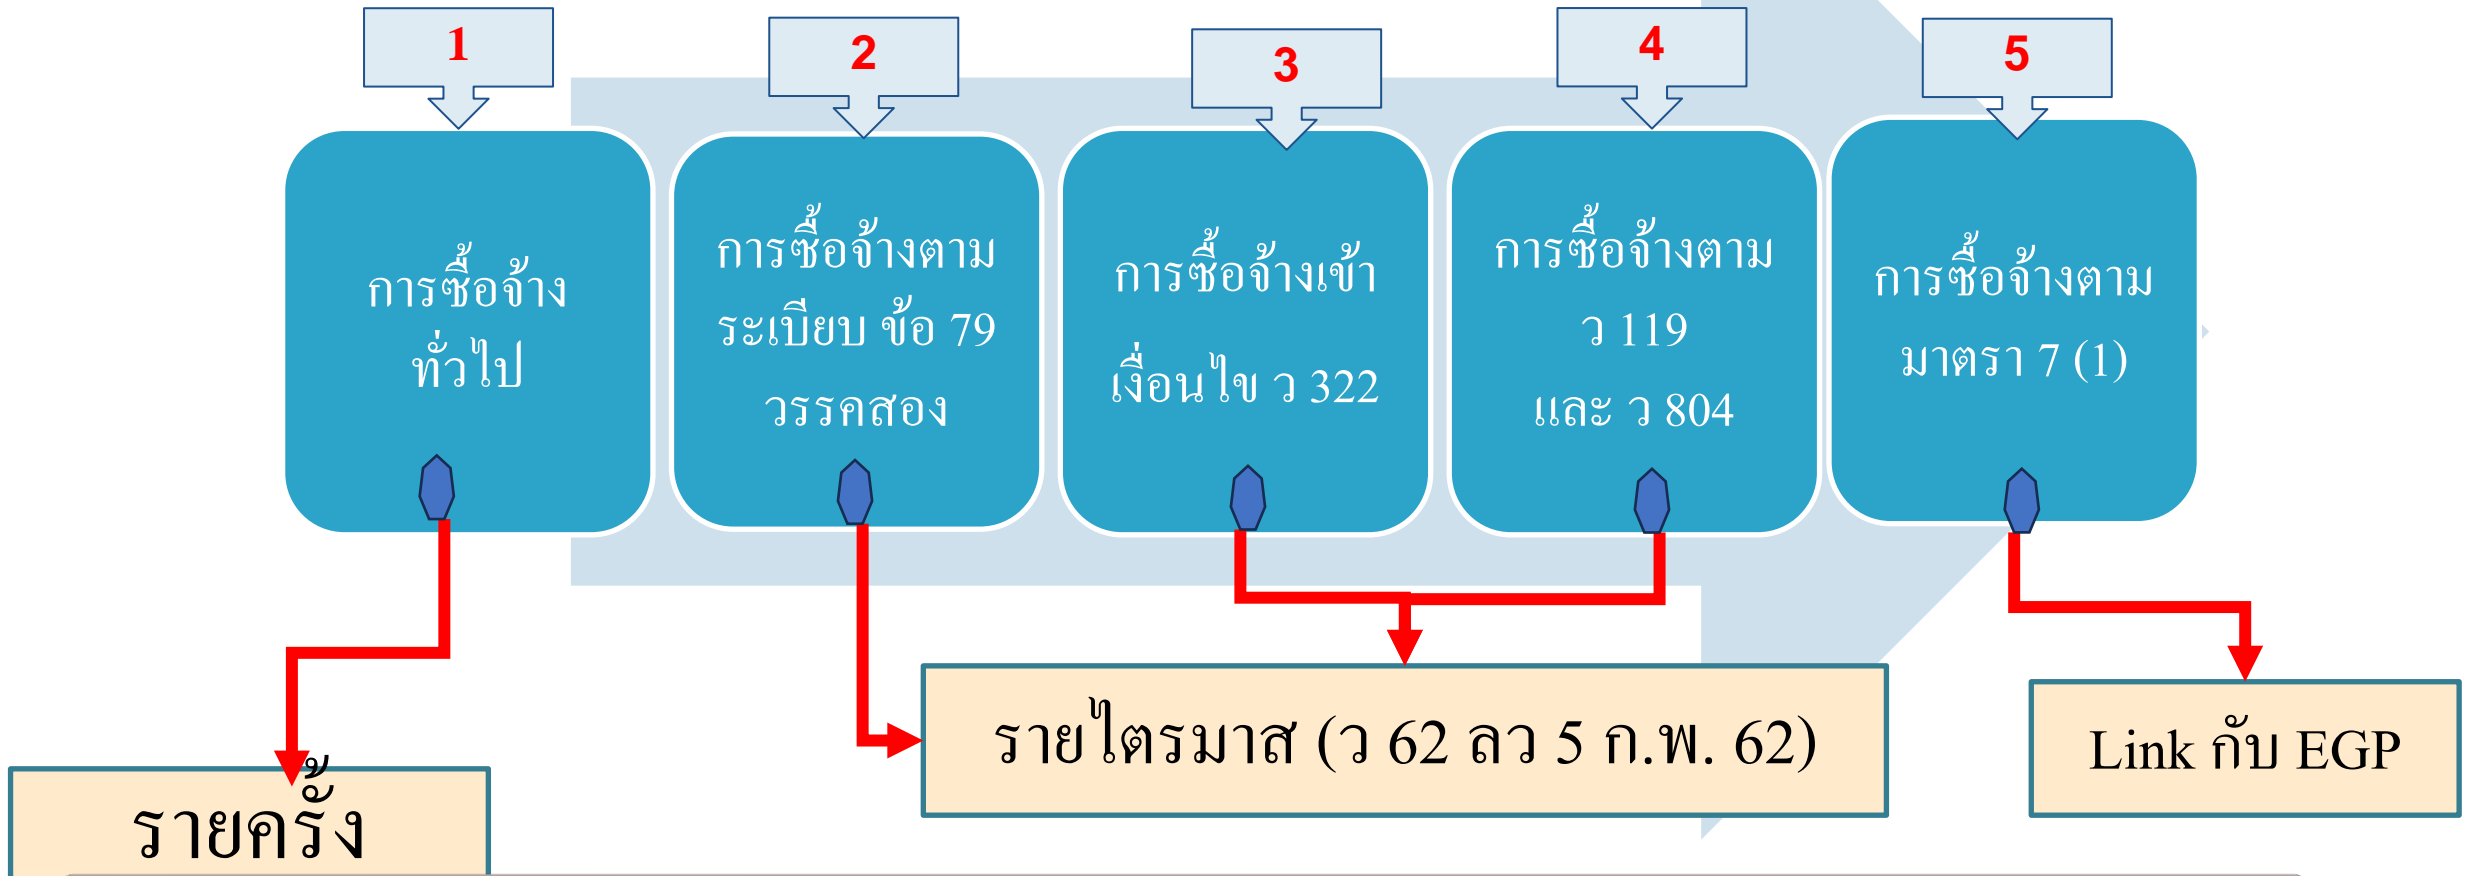 1
2
3
4
5
การซื้อจ้าง
ทั่วไป
การซื้อจ้างตาม
ระเบียบ ข้อ 79
วรรคสอง
การซื้อจ้างเข้า
เงื่อนไข ว 322
การซื้อจ้างตาม
ว 119
และ ว 804
การซื้อจ้างตาม
มาตรา 7 (1)
รายครั้ง
รายไตรมาส (ว 62 ลว 5 ก.พ. 62)
Link กับ EGP